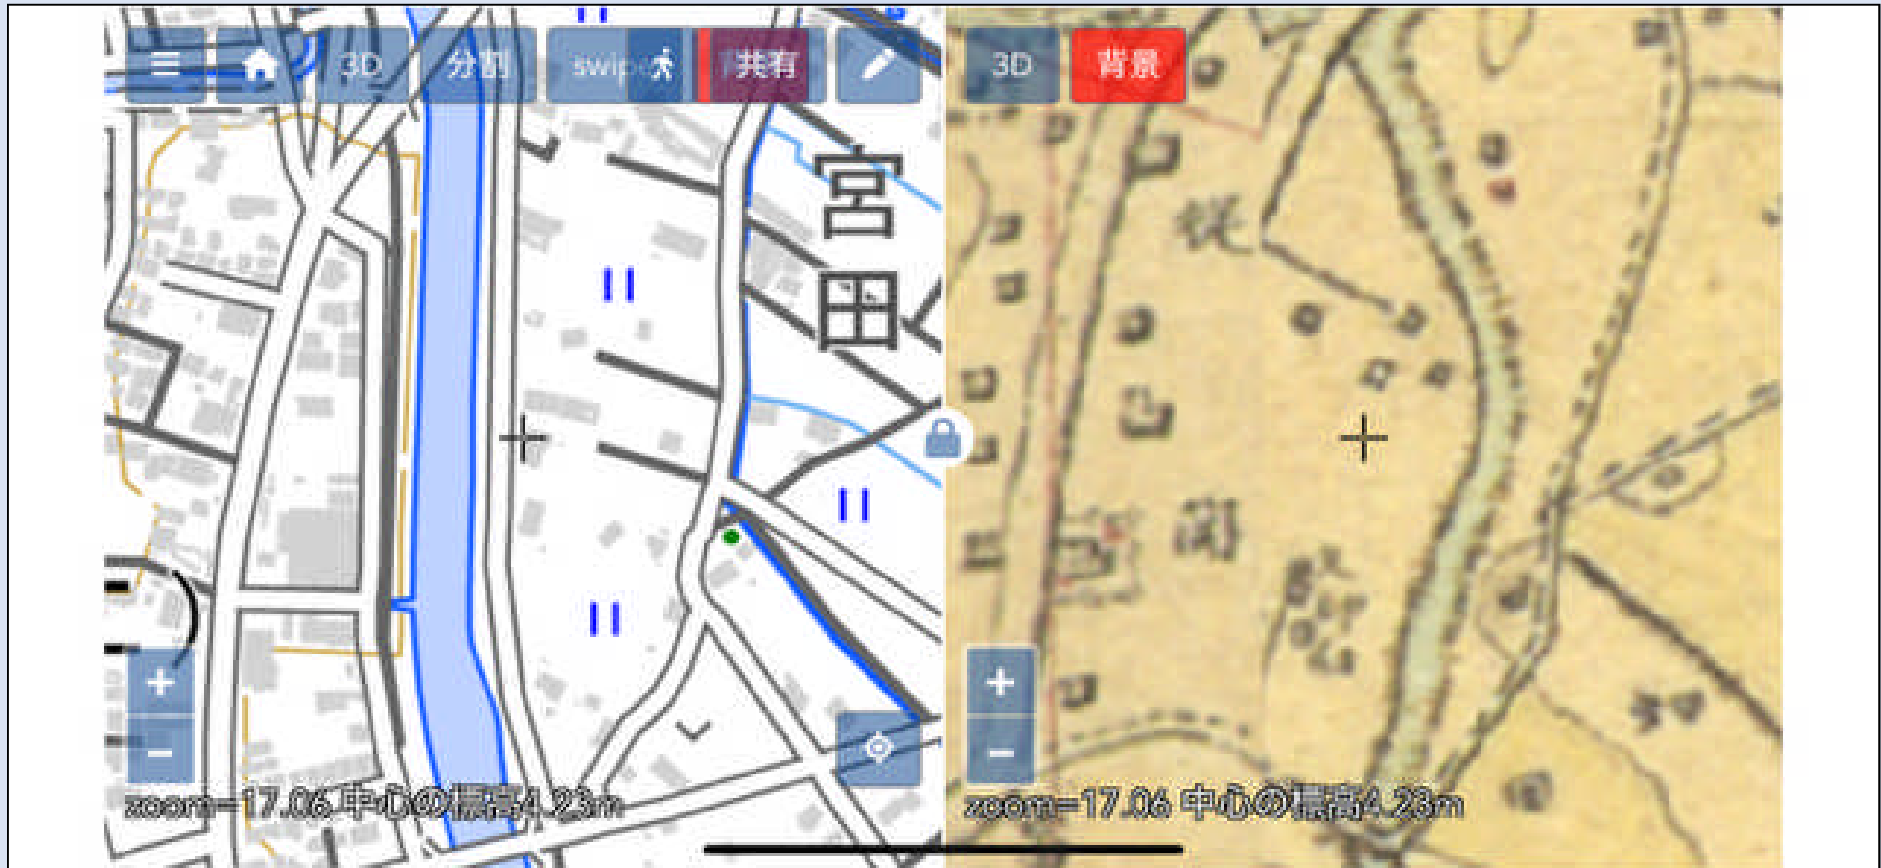 3D
分割
swipe
共有
3D
背景
宮
田
+
−
zoom=17.06 中心の標高4.23m
+
−
zoom=17.06 中心の標高4.23m